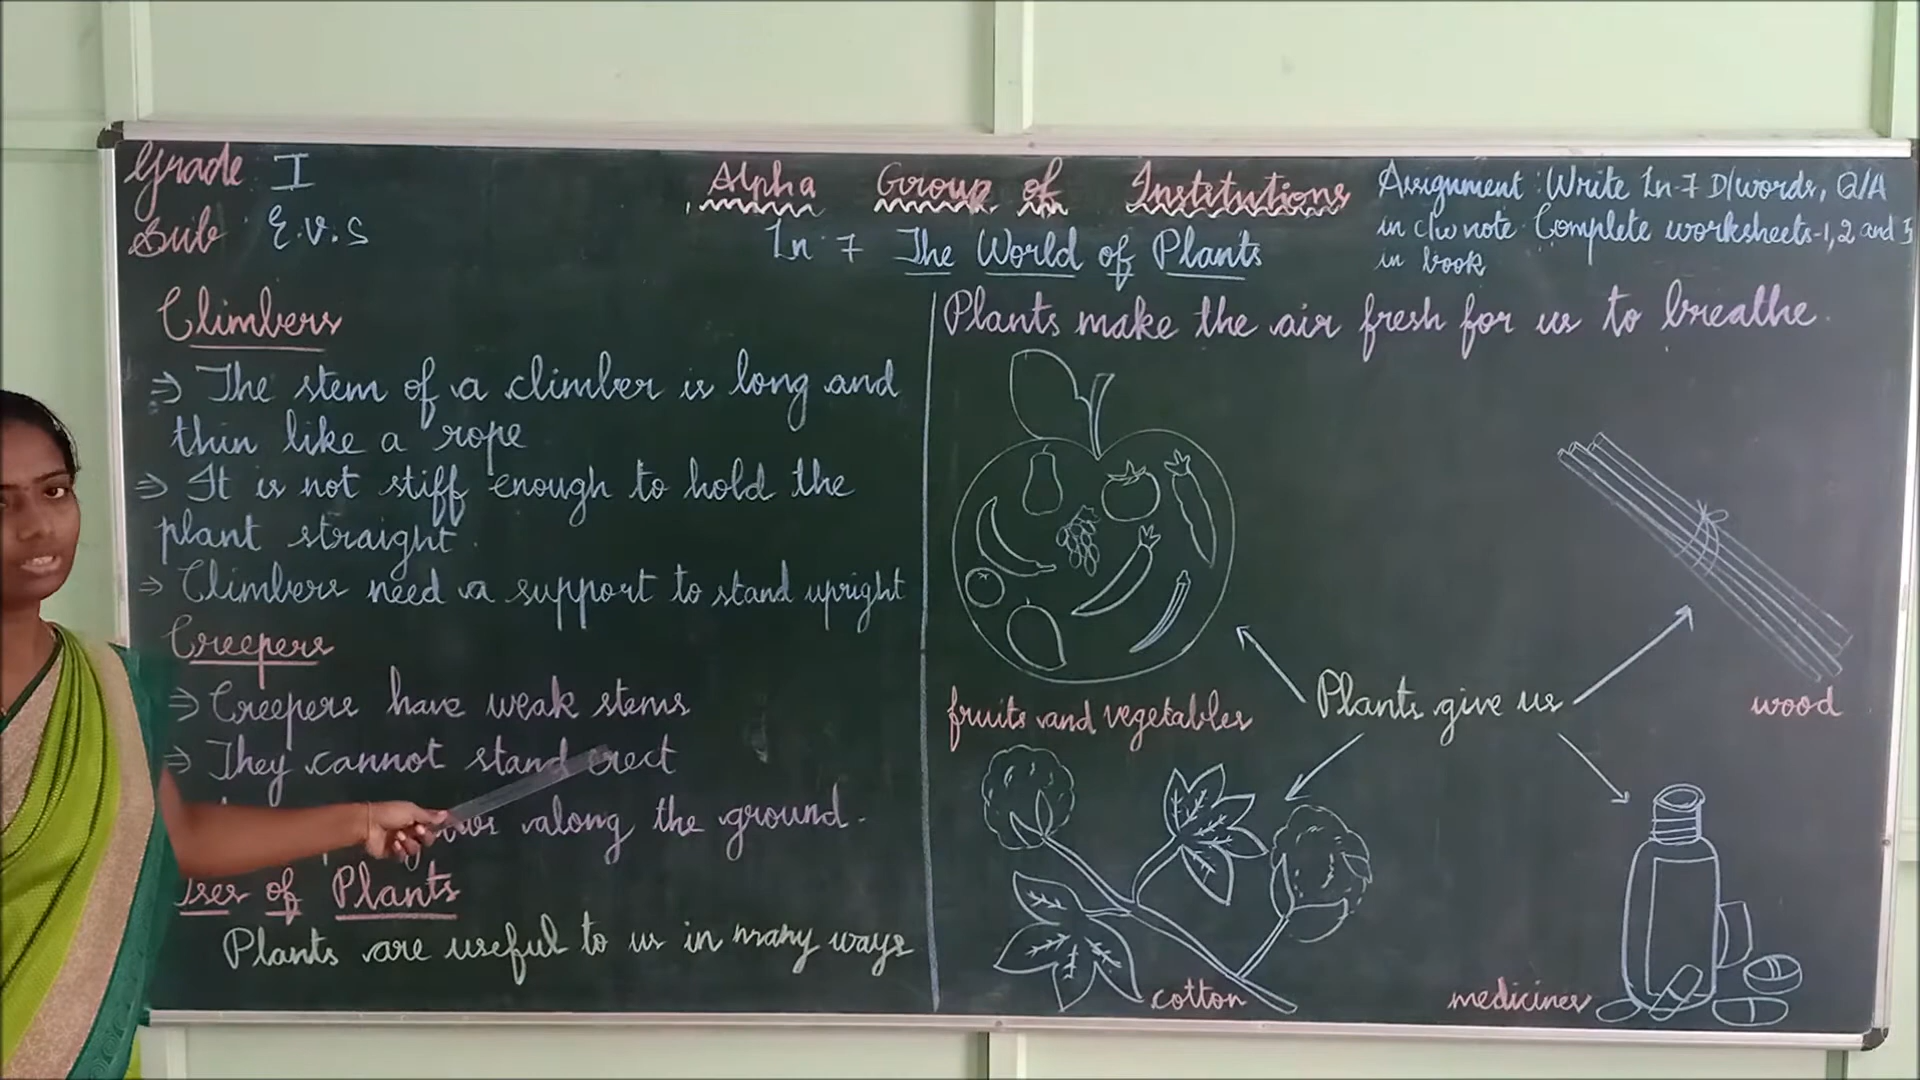 Grade I
Sub E.V.S
Alpha Group of Institutions
Ln 7 The World of Plants
Assignment : Write Ln-7 D/words, Q/A
in c/w note Complete worksheets-1, 2 and 3
in book
Climbers
⇒ The stem of a climber is long and
thin like a rope
⇒ It is not stiff enough to hold the
plant straight.
⇒ Climbers need a support to stand upright
Creepers
⇒ Creepers have weak stems
⇒ They cannot stand erect
along the ground.
of Plants
Plants are useful to us in many ways
Plants make the air fresh for us to breathe.
fruits and vegetables
Plants give us
wood
cotton
medicines